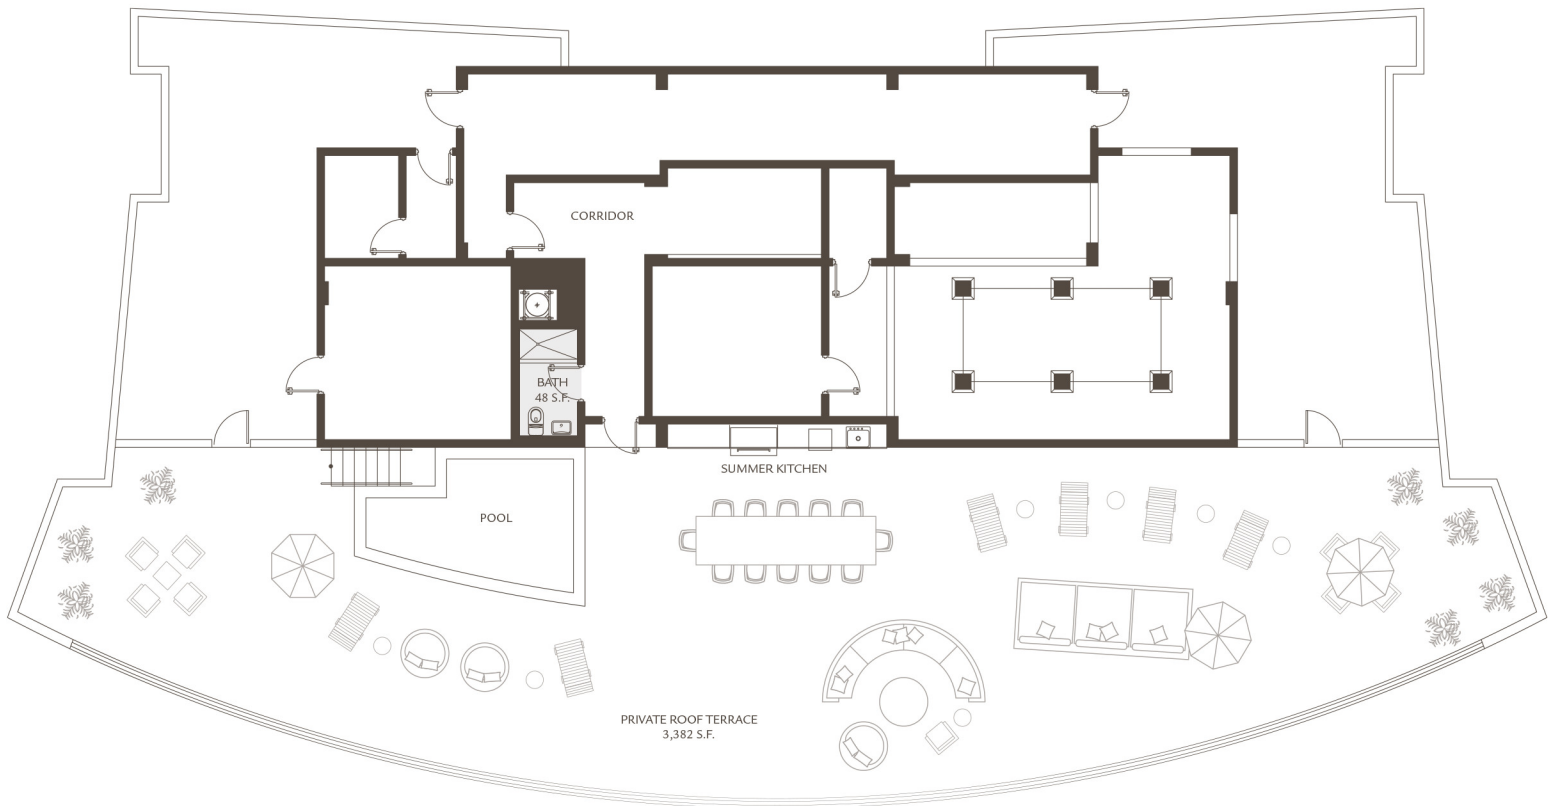 CORRIDOR
BATH
48 S.F.
SUMMER KITCHEN
POOL
PRIVATE ROOF TERRACE
3,382 S.F.